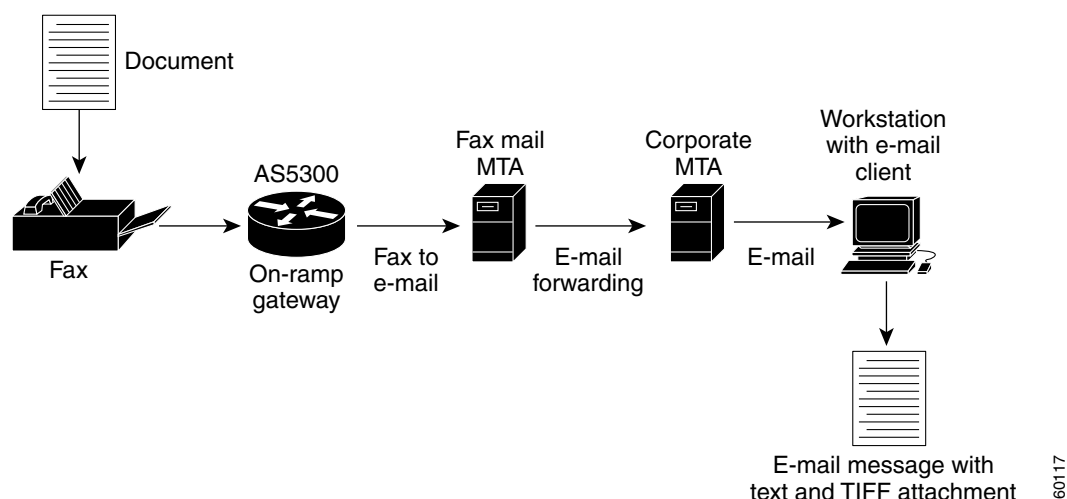 Document
Fax
AS5300
On-ramp
gateway
Fax to
e-mail
Fax mail
MTA
E-mail
forwarding
Corporate
MTA
E-mail
Workstation
with e-mail
client
E-mail message with
text and TIFF attachment
60117